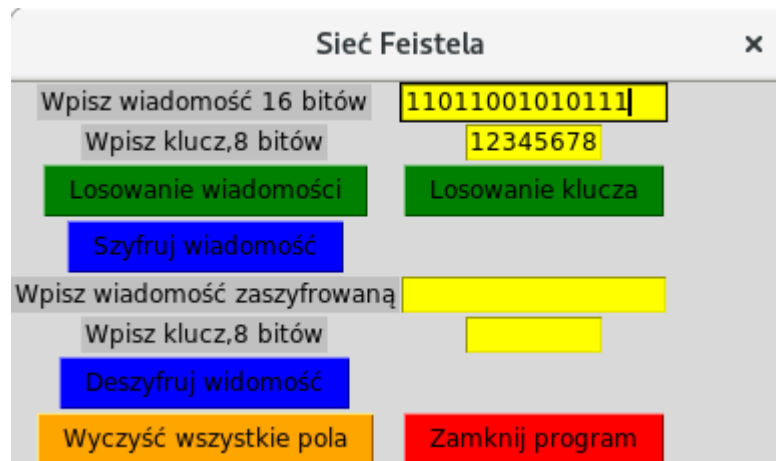 Sieć Feistela ×
Wpisz wiadomość 16 bitów 11011001010111
Wpisz klucz,8 bitów 12345678
Losowanie wiadomości Losowanie klucza
Szyfruj wiadomość
Wpisz wiadomość zaszyfrowaną
Wpisz klucz,8 bitów
Deszyfruj widomość
Wyczyść wszystkie pola Zamknij program